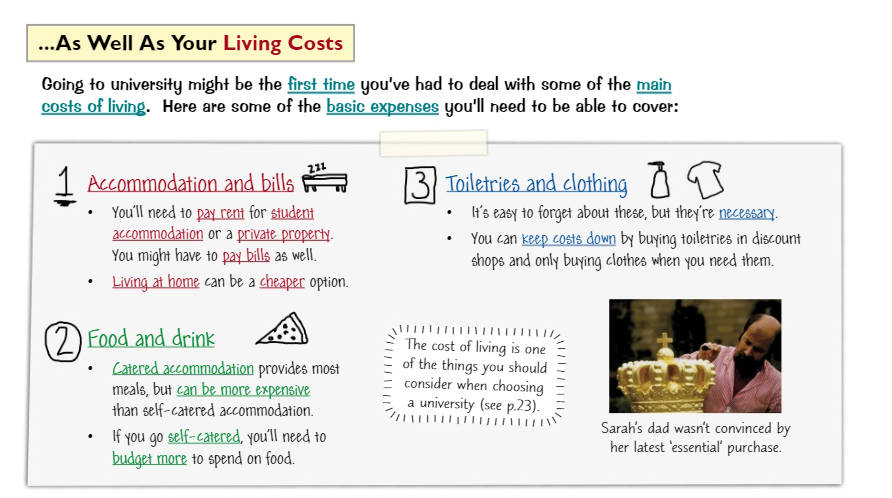 ...As Well As Your Living Costs
Going to university might be the first time you've had to deal with some of the main
costs of living. Here are some of the basic expenses you'll need to be able to cover:
1 Accommodation and bills
zzz
• You'll need to pay rent for student
accommodation or a private property.
You might have to pay bills as well.
• Living at home can be a cheaper option.
2 Food and drink
• Catered accommodation provides most
meals, but can be more expensive
than self-catered accommodation.
• If you go self-catered, you'll need to
budget more to spend on food.
3 Toiletries and clothing
• It's easy to forget about these, but they're necessary.
• You can keep costs down by buying toiletries in discount
shops and only buying clothes when you need them.
The cost of living is one
of the things you should
consider when choosing
a university (see p.23).
Sarah's dad wasn't convinced by
her latest 'essential' purchase.